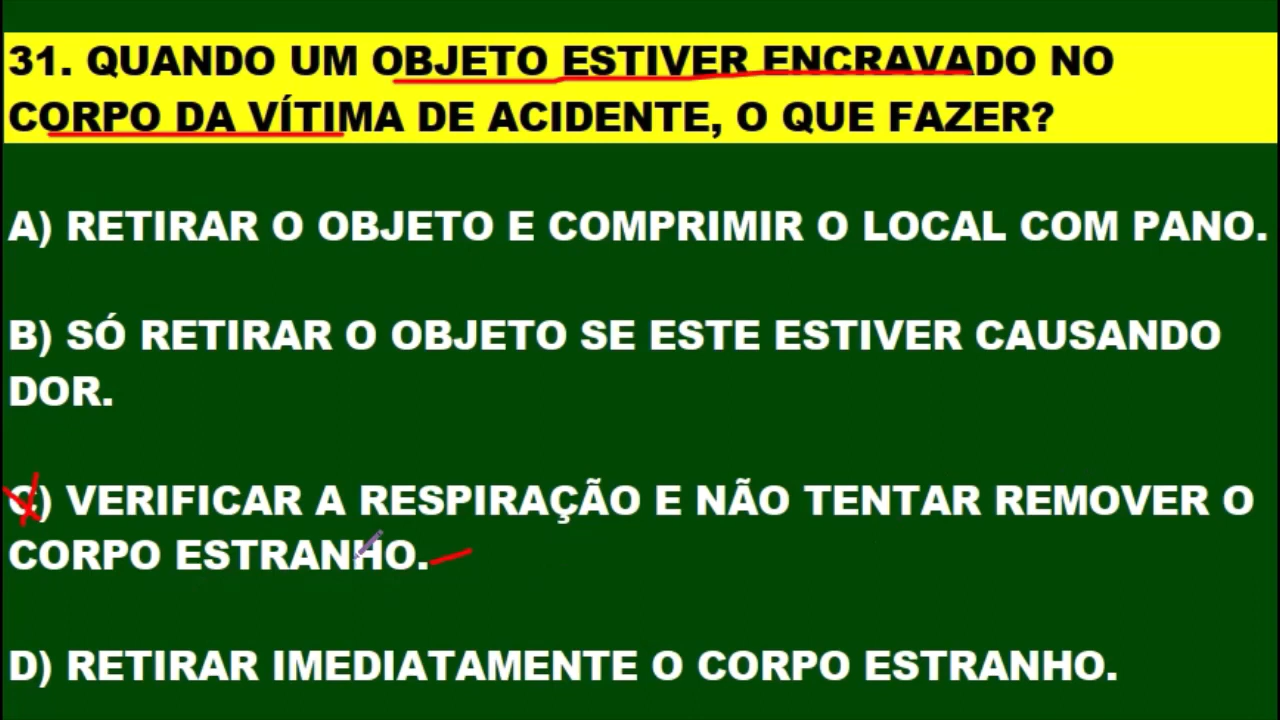 31. QUANDO UM OBJETO ESTIVER ENCRAVADO NO
CORPO DA VÍTIMA DE ACIDENTE, O QUE FAZER?
A) RETIRAR O OBJETO E COMPRIMIR O LOCAL COM PANO.
B) SÓ RETIRAR O OBJETO SE ESTE ESTIVER CAUSANDO
DOR.
C) VERIFICAR A RESPIRAÇÃO E NÃO TENTAR REMOVER O
CORPO ESTRANHO.
D) RETIRAR IMEDIATAMENTE O CORPO ESTRANHO.